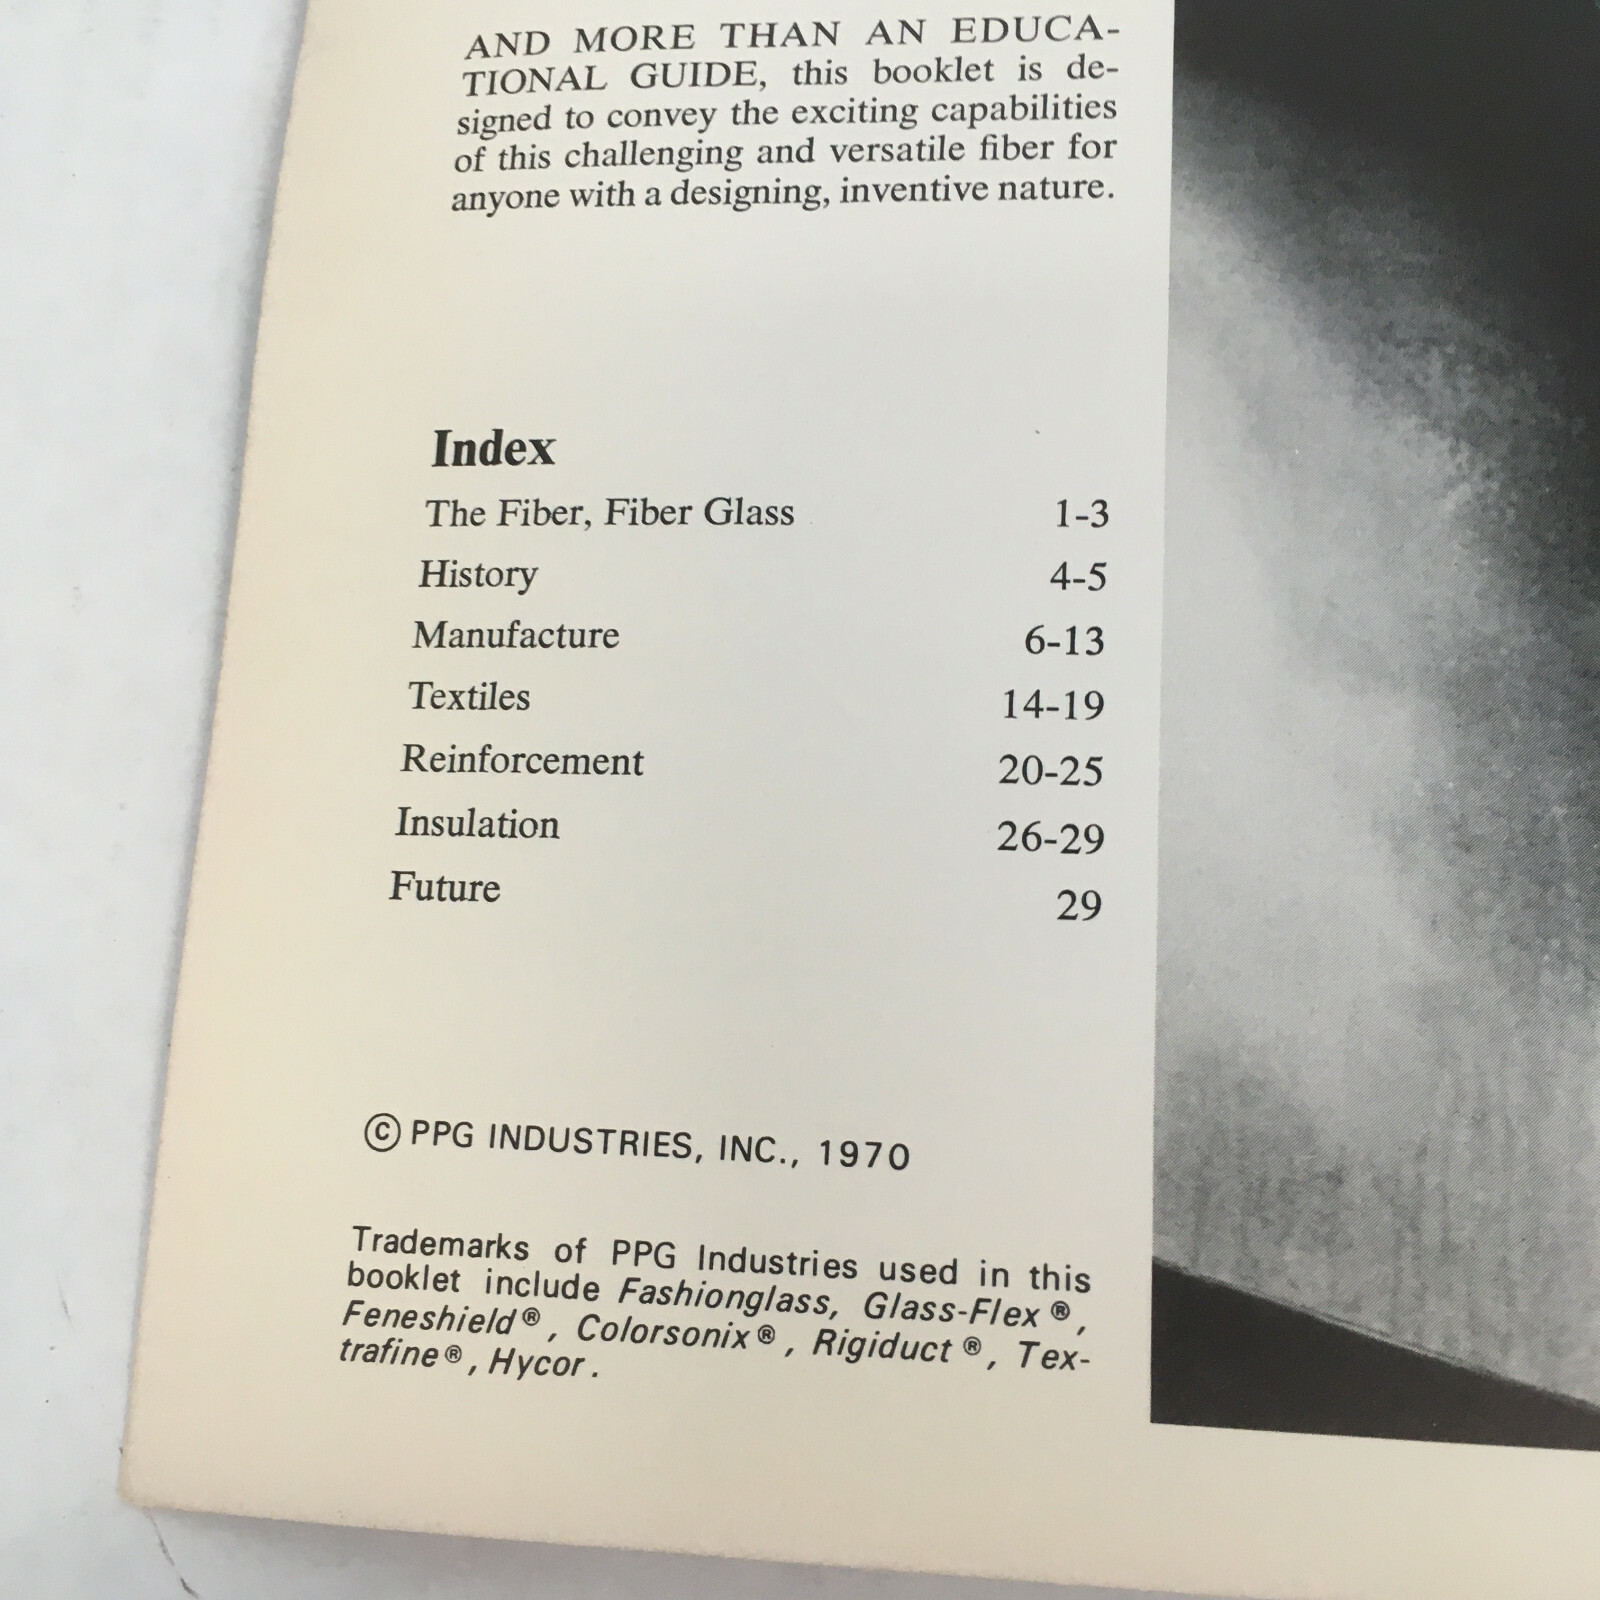 AND MORE THAN AN EDUCA-
TIONAL GUIDE, this booklet is de-
signed to convey the exciting capabilities
of this challenging and versatile fiber for
anyone with a designing, inventive nature.
Index
The Fiber, Fiber Glass 1-3
History 4-5
Manufacture 6-13
Textiles 14-19
Reinforcement 20-25
Insulation 26-29
Future 29
© PPG INDUSTRIES, INC., 1970
Trademarks of PPG Industries used in this
booklet include Fashionglass, Glass-Flex®,
Feneshield®, Colorsonix®, Rigiduct®, Tex-
trafine®, Hycor.